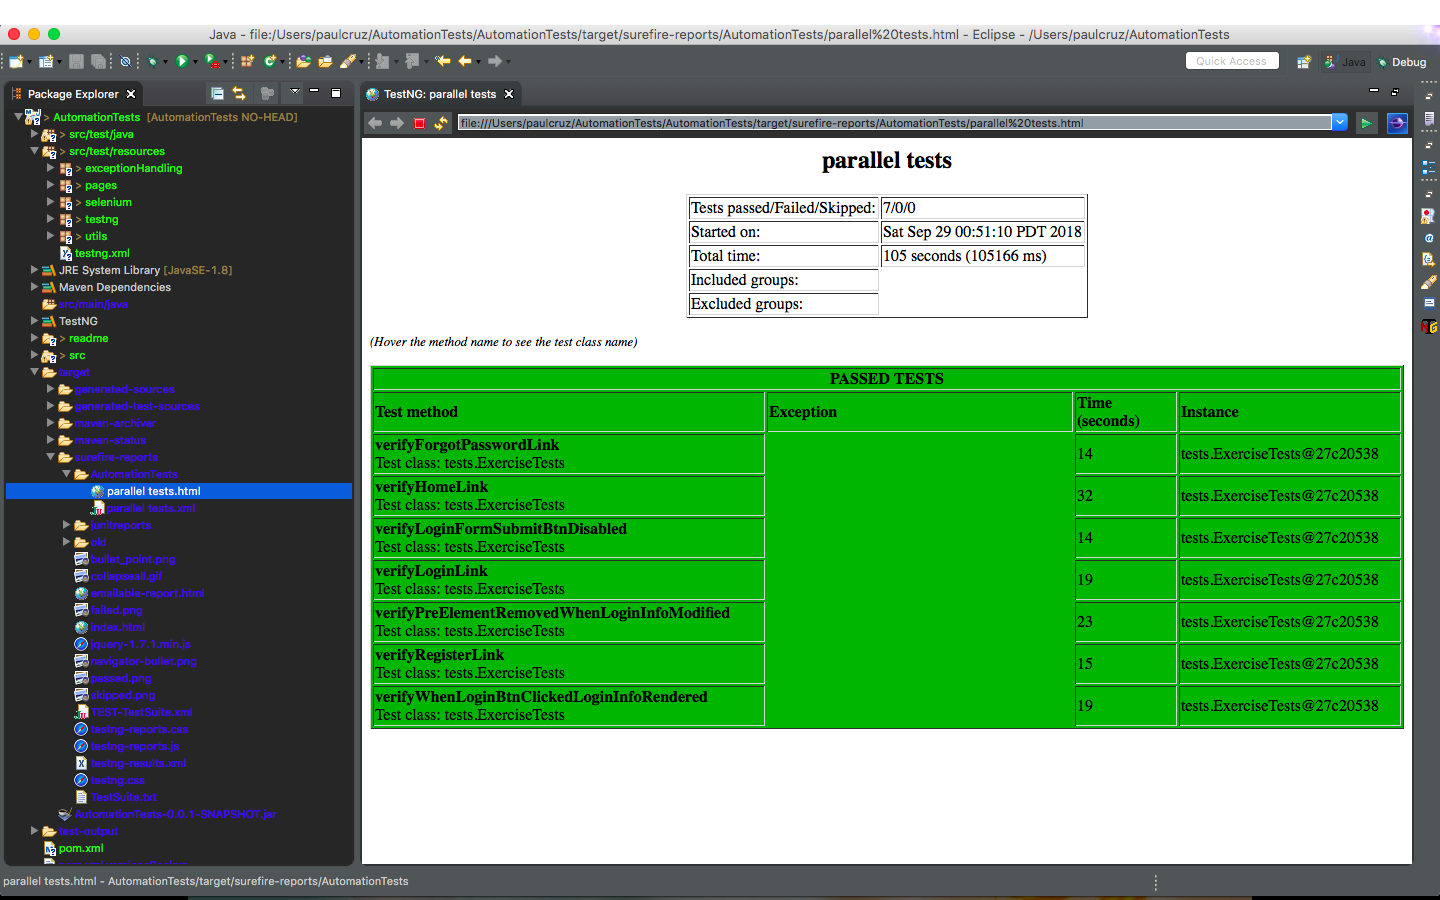 Java - file:/Users/paulcruz/AutomationTests/AutomationTests/target/surefire-reports/AutomationTests/parallel%20tests.html - Eclipse - /Users/paulcruz/AutomationTests
Quick Access
Java
Debug
Package Explorer
> AutomationTests [AutomationTests NO-HEAD]
> src/test/java
> src/test/resources
> exceptionHandling
> pages
> selenium
> testng
> utils
testng.xml
JRE System Library [JavaSE-1.8]
Maven Dependencies
src/main/java
TestNG
> readme
> src
target
generated-sources
generated-test-sources
maven-archiver
maven-status
surefire-reports
AutomationTests
parallel tests.html
parallel tests.xml
junitreports
old
bullet_point.png
collapseall.gif
emailable-report.html
failed.png
index.html
jquery-1.7.1.min.js
navigator-bullet.png
passed.png
skipped.png
TEST-TestSuite.xml
testng-reports.css
testng-reports.js
testng-results.xml
testng.css
TestSuite.txt
AutomationTests-0.0.1-SNAPSHOT.jar
test-output
pom.xml
TestNG: parallel tests
file:///Users/paulcruz/AutomationTests/AutomationTests/target/surefire-reports/AutomationTests/parallel%20tests.html
parallel tests
Tests passed/Failed/Skipped: 7/0/0
Started on: Sat Sep 29 00:51:10 PDT 2018
Total time: 105 seconds (105166 ms)
Included groups:
Excluded groups:
(Hover the method name to see the test class name)
PASSED TESTS
Test method Exception Time (seconds) Instance
verifyForgotPasswordLink
Test class: tests.ExerciseTests 14 tests.ExerciseTests@27c20538
verifyHomeLink
Test class: tests.ExerciseTests 32 tests.ExerciseTests@27c20538
verifyLoginFormSubmitBtnDisabled
Test class: tests.ExerciseTests 14 tests.ExerciseTests@27c20538
verifyLoginLink
Test class: tests.ExerciseTests 19 tests.ExerciseTests@27c20538
verifyPreElementRemovedWhenLoginInfoModified
Test class: tests.ExerciseTests 23 tests.ExerciseTests@27c20538
verifyRegisterLink
Test class: tests.ExerciseTests 15 tests.ExerciseTests@27c20538
verifyWhenLoginBtnClickedLoginInfoRendered
Test class: tests.ExerciseTests 19 tests.ExerciseTests@27c20538
parallel tests.html - AutomationTests/target/surefire-reports/AutomationTests